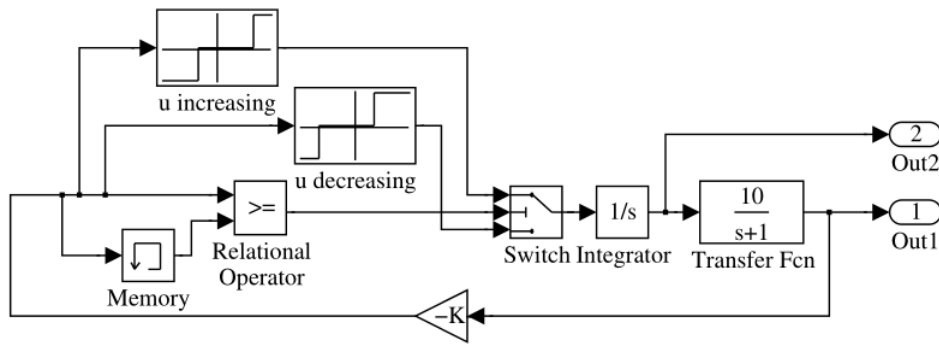 u increasing
u decreasing
2
Out2
>=
Relational
Operator
Memory
Switch
1/s
Integrator
10
s+1
Transfer Fcn
1
Out1
−K